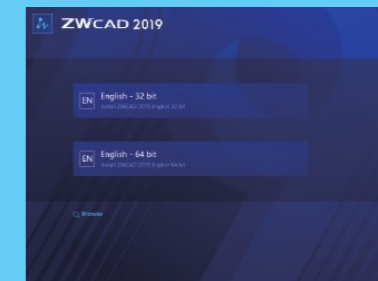 ZWCAD 2019
EN
English - 32 bit
Install ZWCAD 2019 English 32 bit
EN
English - 64 bit
Install ZWCAD 2019 English 64 bit
Browse